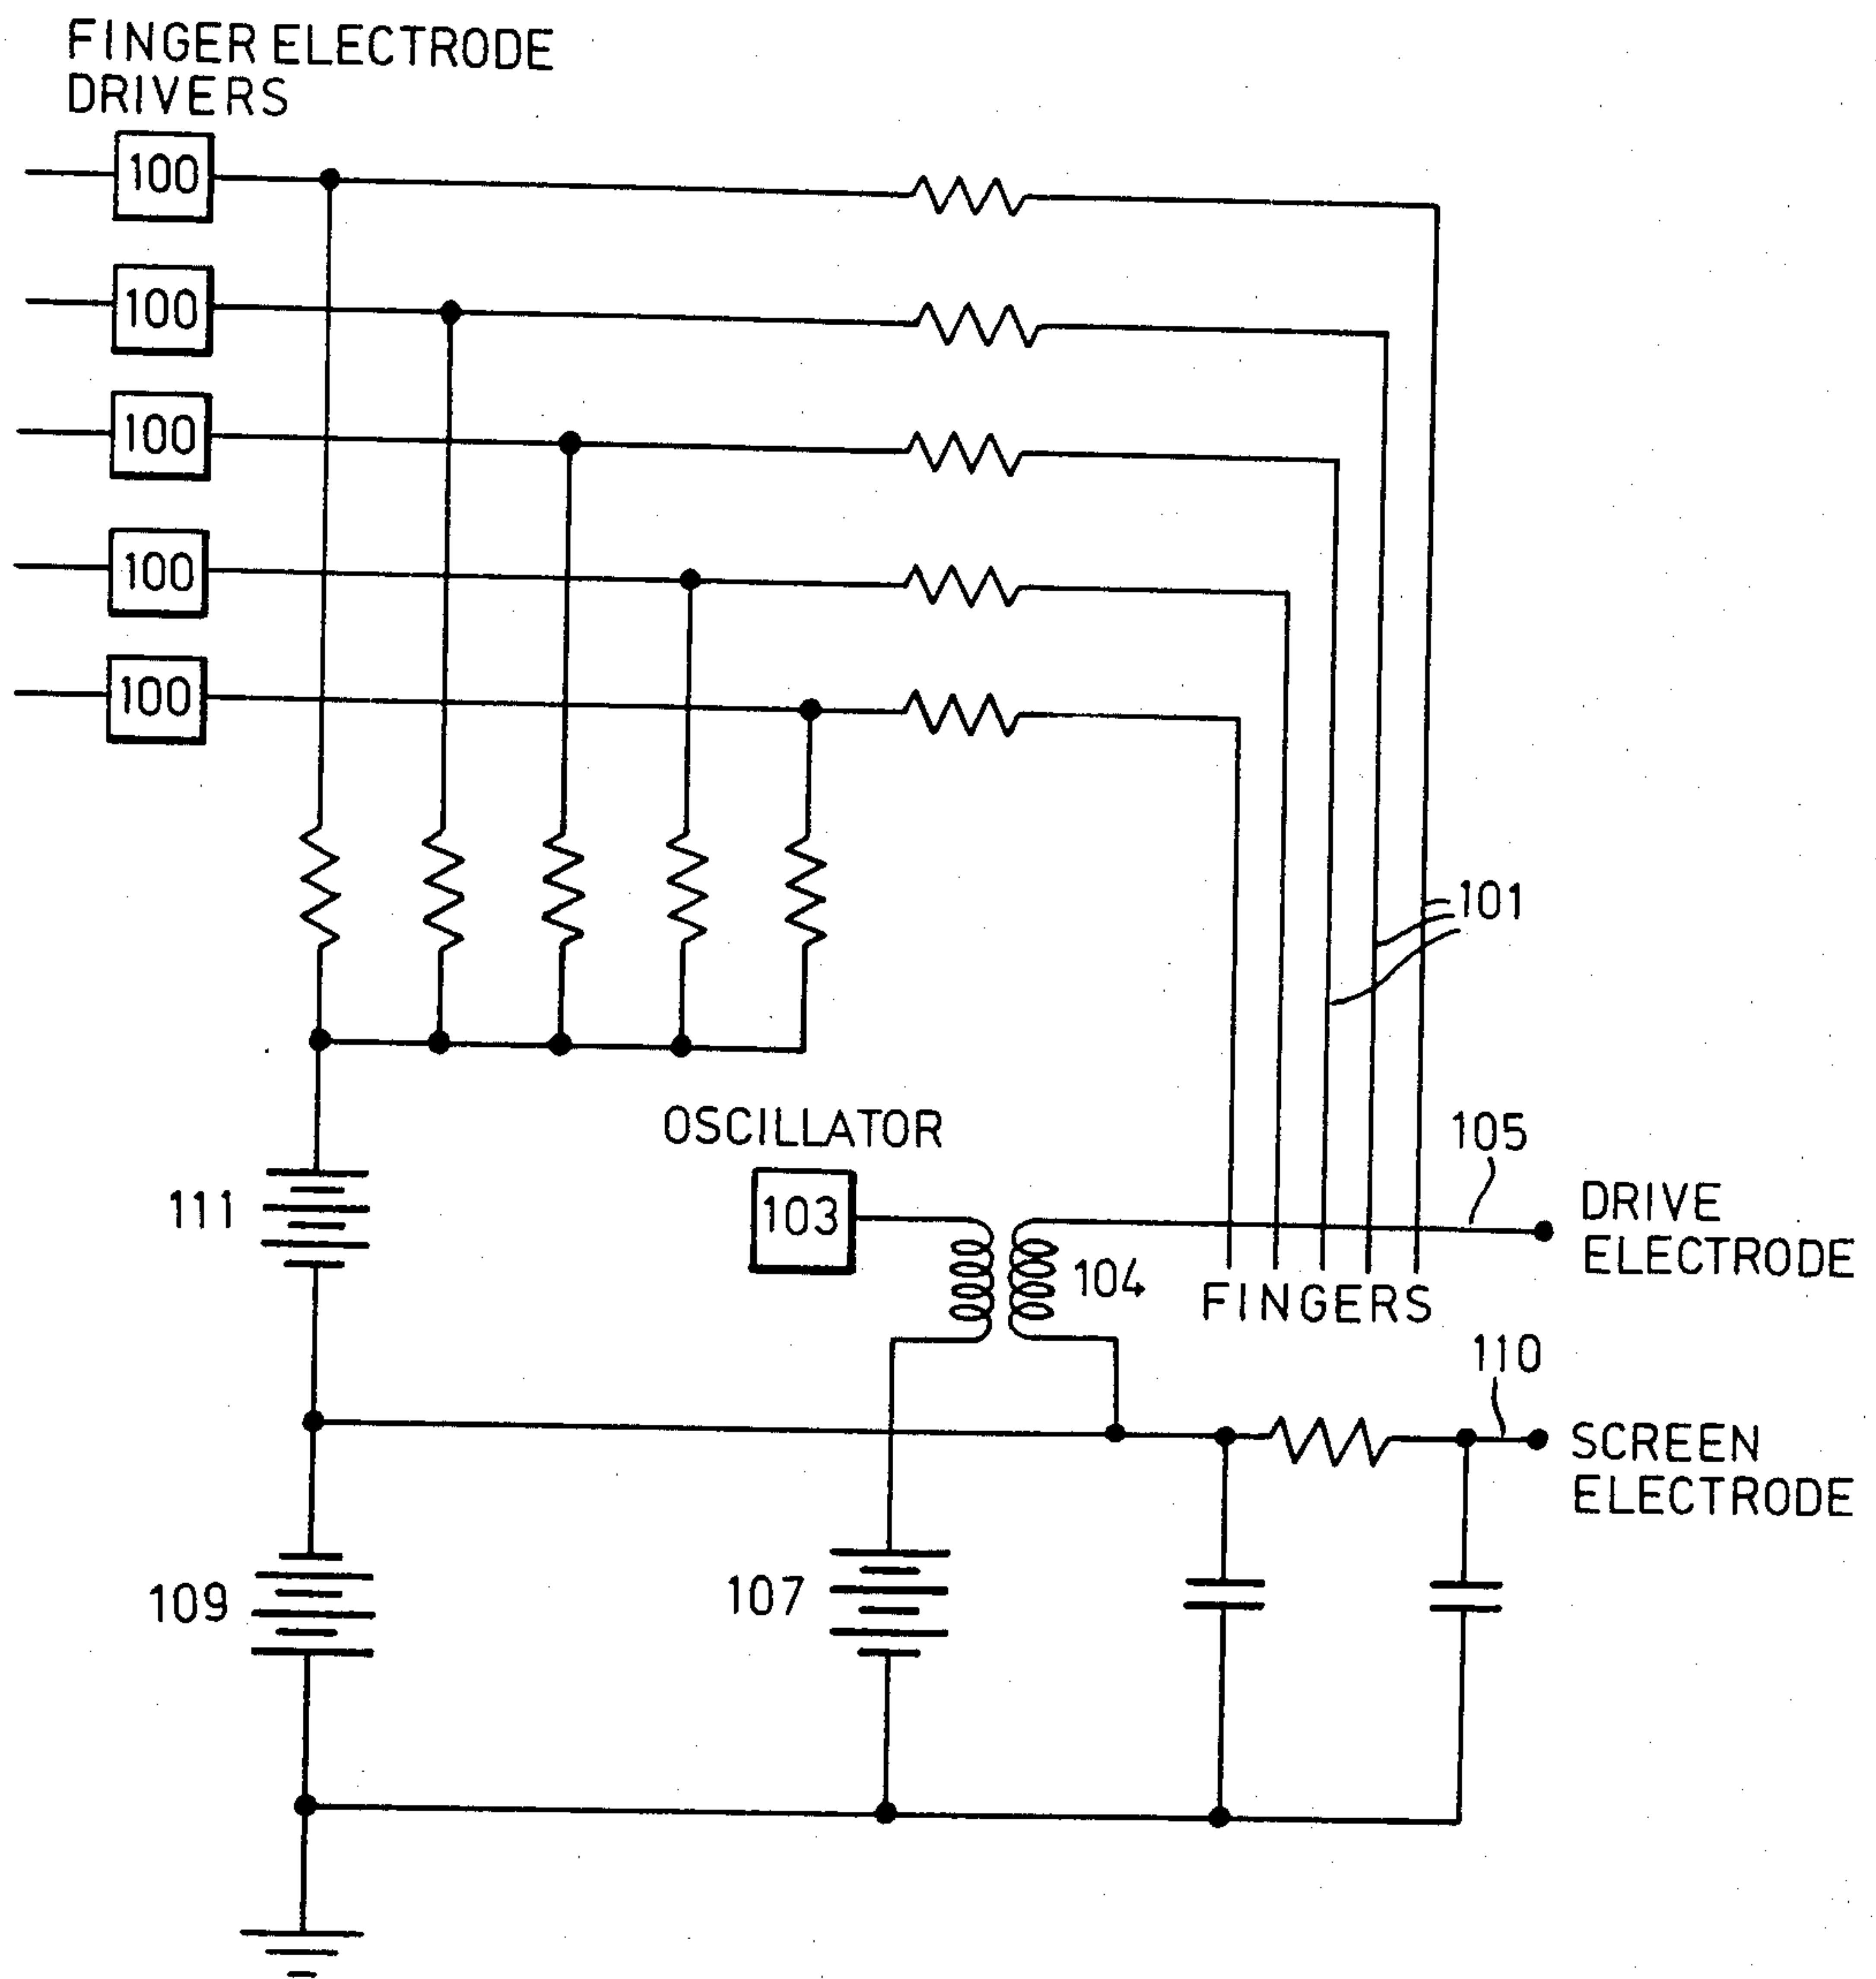 FINGER ELECTRODE
DRIVERS
100
100
100
100
100
101
OSCILLATOR
105
111
103
DRIVE
ELECTRODE
104
FINGERS
110
SCREEN
ELECTRODE
109
107